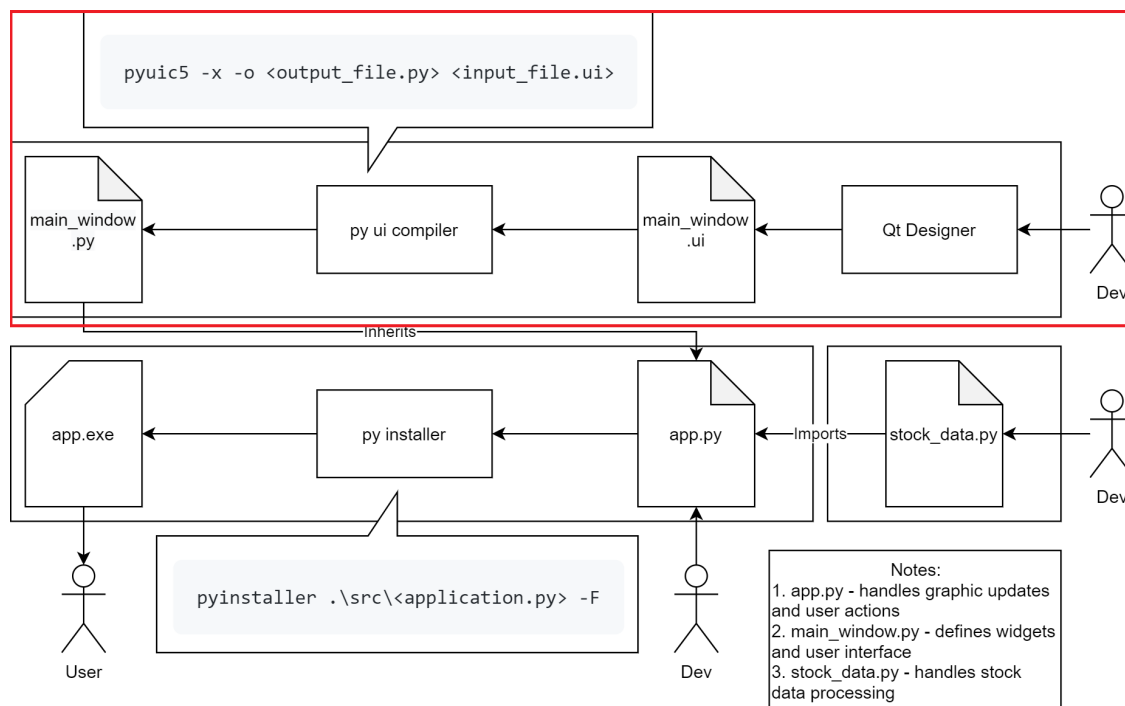 pyuic5 -x -o <output_file.py> <input_file.ui>
main_window
.py
py ui compiler
main_window
.ui
Qt Designer
Dev
Inherits
app.exe
py installer
app.py
Imports
stock_data.py
Dev
pyinstaller .\src\<application.py> -F
User
Dev
Notes:
1. app.py - handles graphic updates
and user actions
2. main_window.py - defines widgets
and user interface
3. stock_data.py - handles stock
data processing